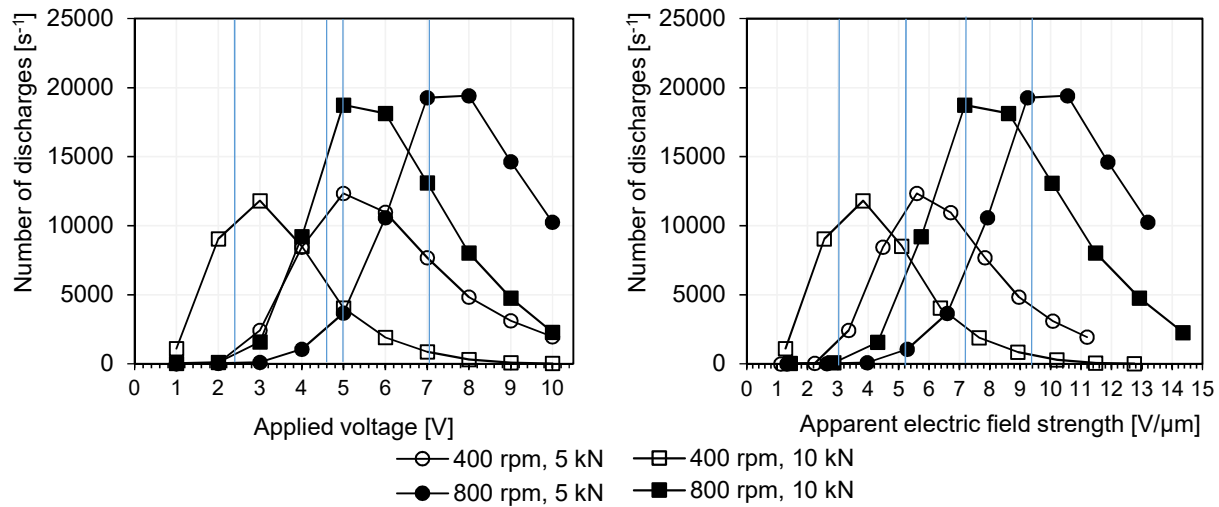 Number of discharges [s⁻¹]
25000
20000
15000
10000
5000
0
0 1 2 3 4 5 6 7 8 9 10
Applied voltage [V]
Number of discharges [s⁻¹]
25000
20000
15000
10000
5000
0
0 1 2 3 4 5 6 7 8 9 10 11 12 13 14 15
Apparent electric field strength [V/µm]
400 rpm, 5 kN
400 rpm, 10 kN
800 rpm, 5 kN
800 rpm, 10 kN